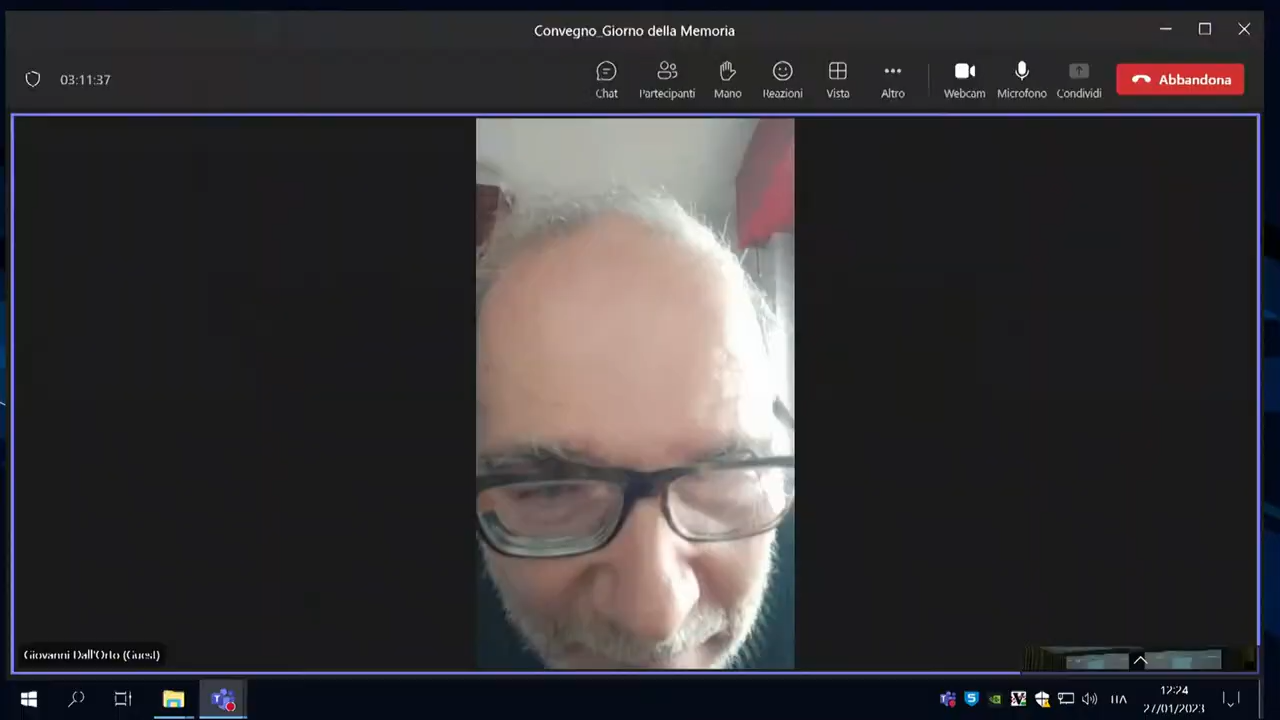 Convegno_Giorno della Memoria
03:11:37
Chat
Partecipanti
Mano
Reazioni
Vista
Altro
Webcam
Microfono
Condividi
Abbandona
Giovanni Dall'Orto (Guest)
ITA
12:24
27/01/2023